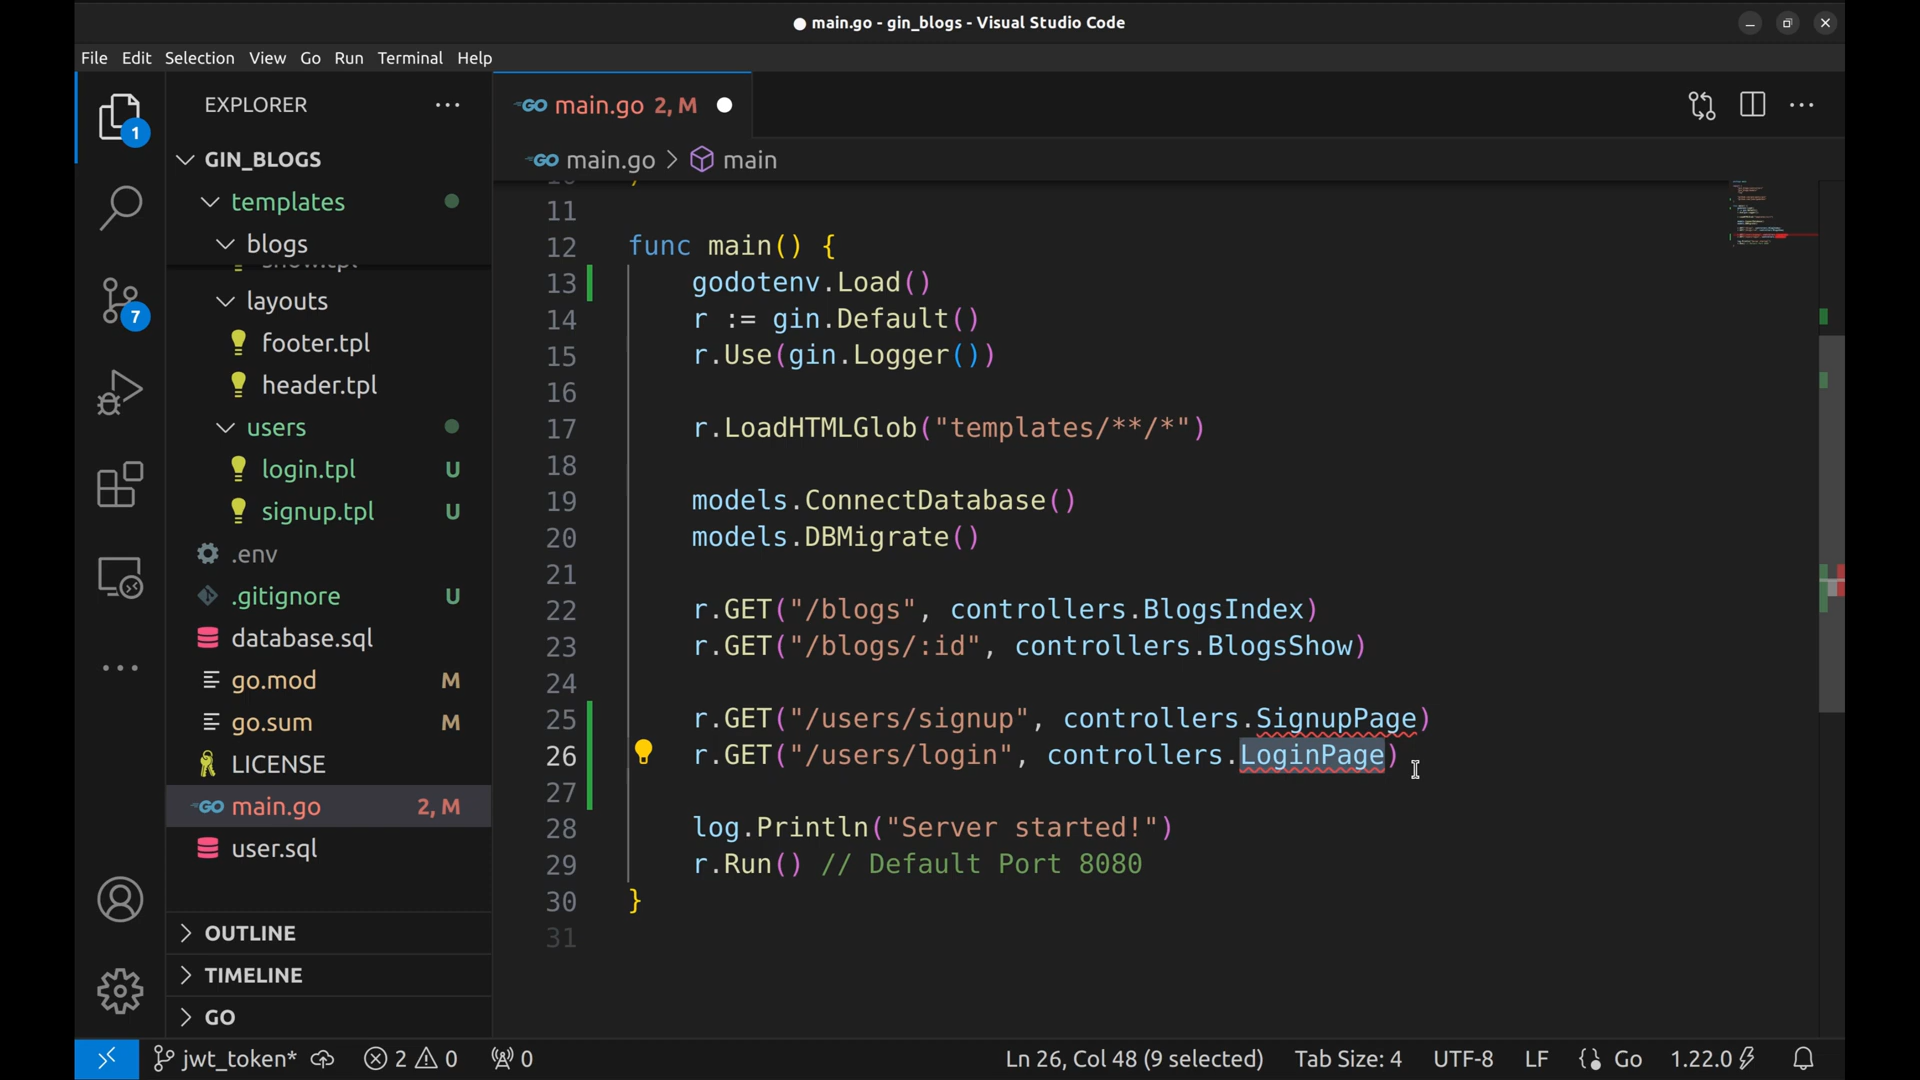 main.go - gin_blogs - Visual Studio Code
File Edit Selection View Go Run Terminal Help
EXPLORER
GIN_BLOGS
templates
blogs
layouts
footer.tpl
header.tpl
users
login.tpl U
signup.tpl U
.env
.gitignore U
database.sql
go.mod M
go.sum M
LICENSE
GO main.go 2, M
user.sql
OUTLINE
TIMELINE
GO
1
7
GO main.go 2, M
GO main.go > main
11
12 func main() {
13 godotenv.Load()
14 r := gin.Default()
15 r.Use(gin.Logger())
16
17 r.LoadHTMLGlob("templates/**/*")
18
19 models.ConnectDatabase()
20 models.DBMigrate()
21
22 r.GET("/blogs", controllers.BlogsIndex)
23 r.GET("/blogs/:id", controllers.BlogsShow)
24
25 r.GET("/users/signup", controllers.SignupPage)
26 r.GET("/users/login", controllers.LoginPage)
27
28 log.Println("Server started!")
29 r.Run() // Default Port 8080
30 }
31
jwt_token* 2 0 0 Ln 26, Col 48 (9 selected) Tab Size: 4 UTF-8 LF Go 1.22.0